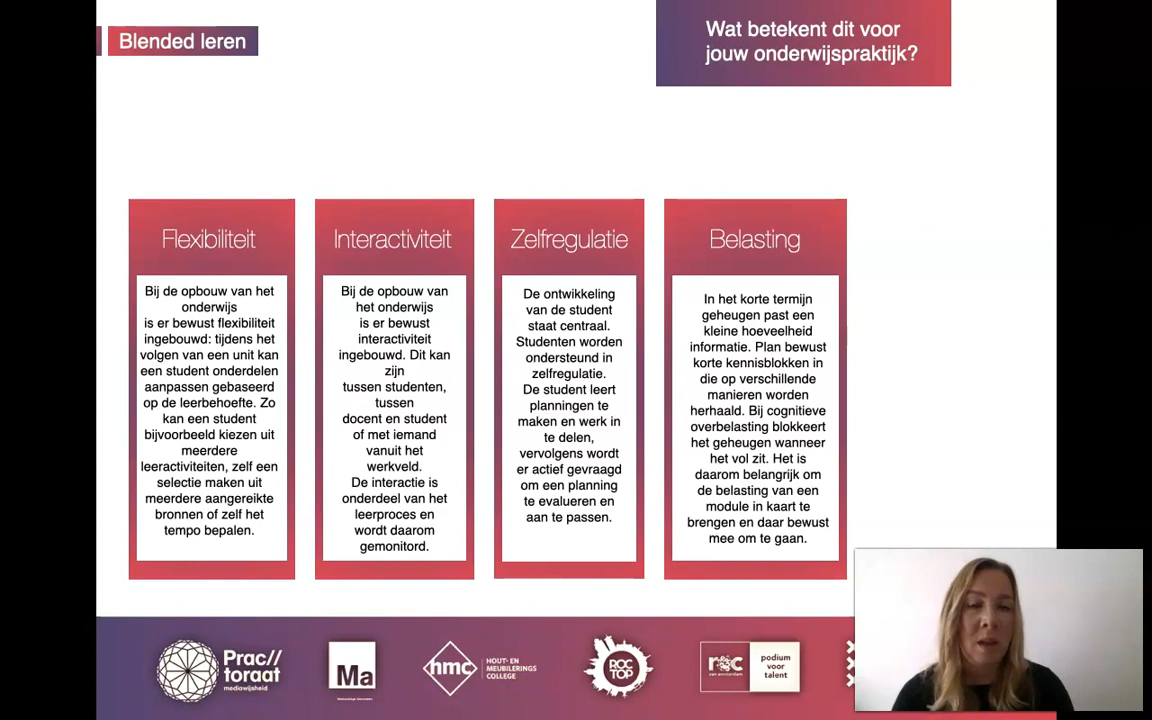 Blended leren
Wat betekent dit voor
jouw onderwijspraktijk?
Flexibiliteit
Bij de opbouw van het
onderwijs
is er bewust flexibiliteit
ingebouwd: tijdens het
volgen van een unit kan
een student onderdelen
aanpassen gebaseerd
op de leerbehoefte. Zo
kan een student
bijvoorbeeld kiezen uit
meerdere
leeractiviteiten, zelf een
selectie maken uit
meerdere aangereikte
bronnen of zelf het
tempo bepalen.
Interactiviteit
Bij de opbouw van
het onderwijs
is er bewust
interactiviteit
ingebouwd. Dit kan
zijn
tussen studenten,
tussen
docent en student
of met iemand
vanuit het
werkveld.
De interactie is
onderdeel van het
leerproces en
wordt daarom
gemonitord.
Zelfregulatie
De ontwikkeling
van de student
staat centraal.
Studenten worden
ondersteund in
zelfregulatie.
De student leert
planningen te
maken en werk in
te delen,
vervolgens wordt
er actief gevraagd
om een planning
te evalueren en
aan te passen.
Belasting
In het korte termijn
geheugen past een
kleine hoeveelheid
informatie. Plan bewust
korte kennisblokken in
die op verschillende
manieren worden
herhaald. Bij cognitieve
overbelasting blokkeert
het geheugen wanneer
het vol zit. Het is
daarom belangrijk om
de belasting van een
module in kaart te
brengen en daar bewust
mee om te gaan.
Prac//
toraat
mediawijsheid
Ma
hmc
HOUT- EN
MEUBILERINGS
COLLEGE
ROC
TOP
roc
van amsterdam
podium
voor
talent